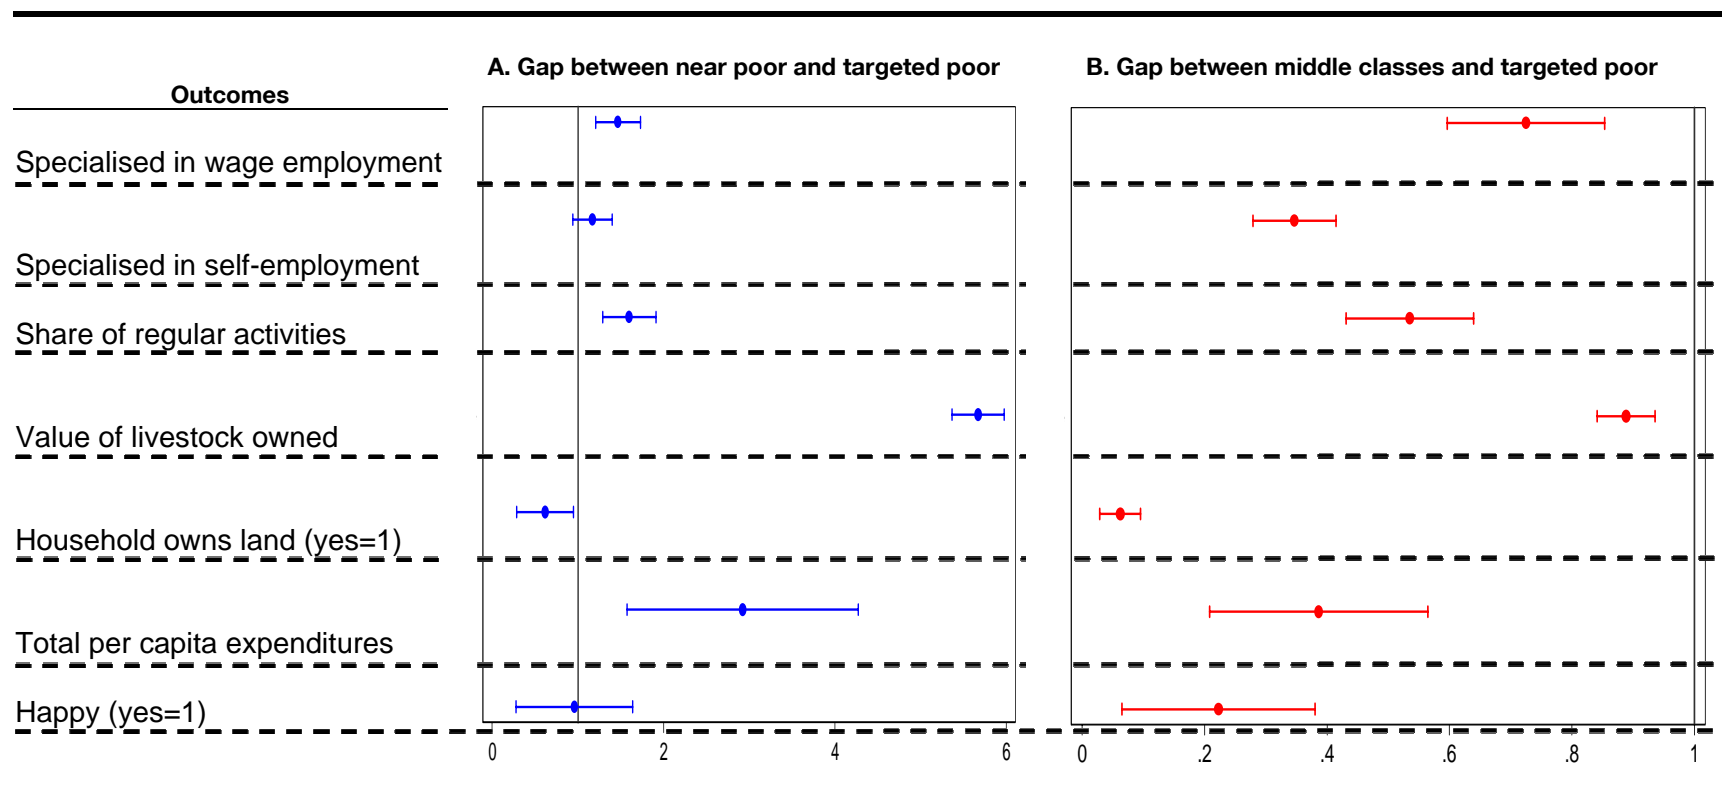 A. Gap between near poor and targeted poor
B. Gap between middle classes and targeted poor
Outcomes
Specialised in wage employment
Specialised in self-employment
Share of regular activities
Value of livestock owned
Household owns land (yes=1)
Total per capita expenditures
Happy (yes=1)
0 2 4 6
0 .2 .4 .6 .8 1